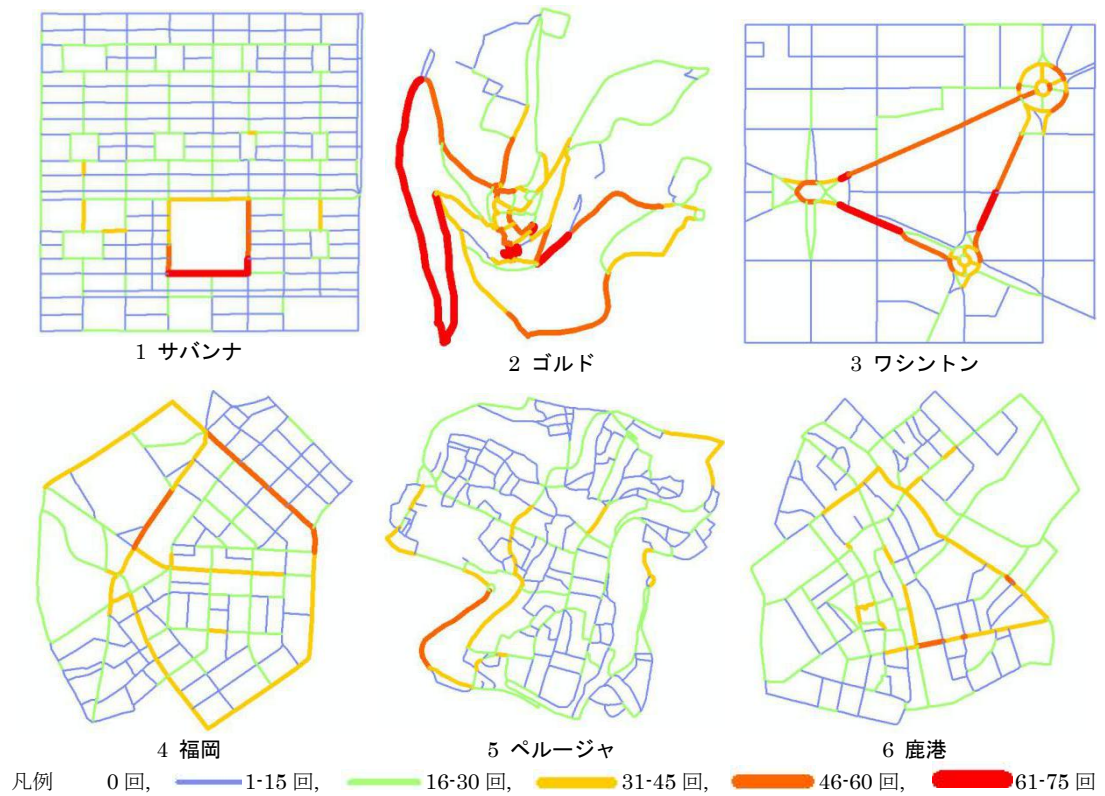 1 サバンナ
2 ゴルド
3 ワシントン
4 福岡
5 ペルージャ
6 鹿港
凡例 0 回, 1-15 回, 16-30 回, 31-45 回, 46-60 回, 61-75 回